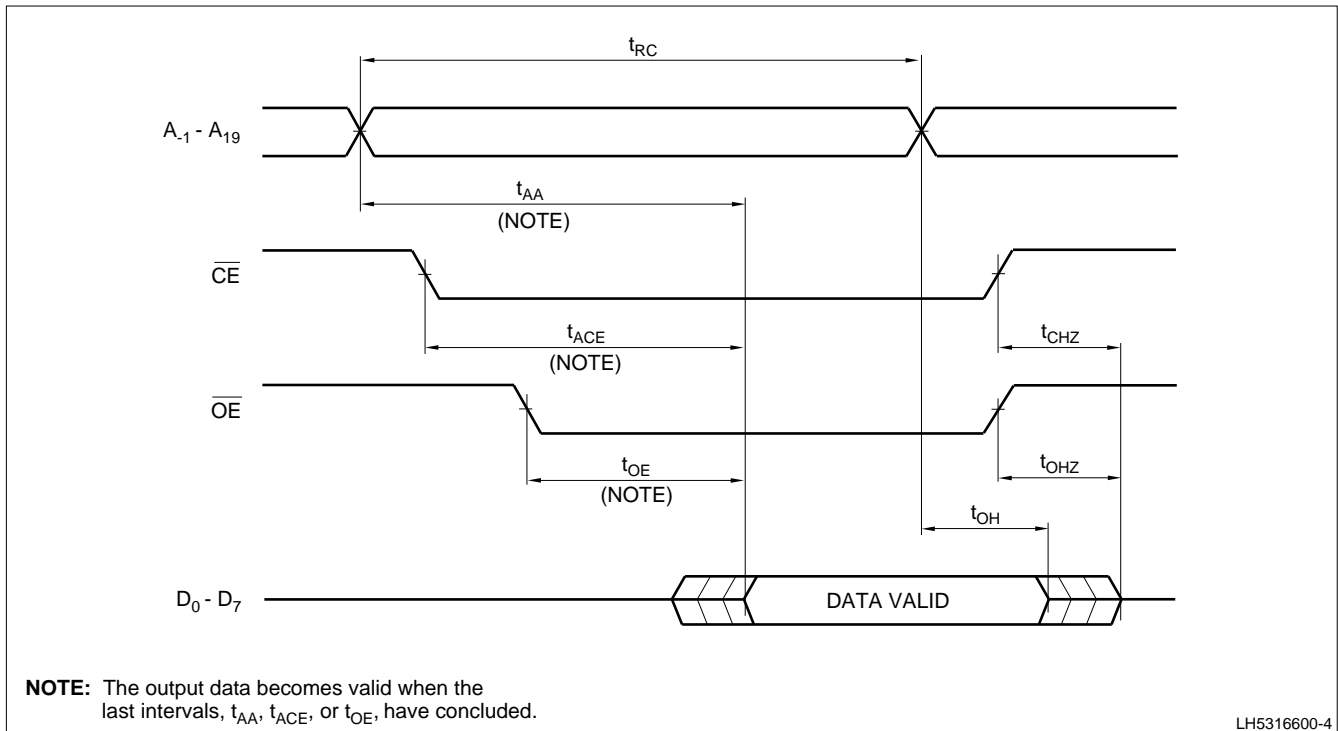 tRC
A-1 - A19
tAA
(NOTE)
CE
tACE
(NOTE)
tCHZ
OE
tOE
(NOTE)
tOHZ
tOH
D0 - D7
DATA VALID
NOTE: The output data becomes valid when the
last intervals, tAA, tACE, or tOE, have concluded.
LH5316600-4